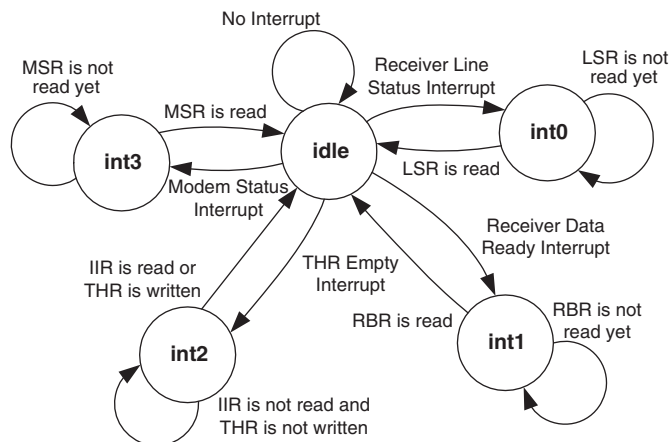 No Interrupt
MSR is not
read yet
MSR is read
Receiver Line
Status Interrupt
LSR is not
read yet
int3
idle
int0
Modem Status
Interrupt
LSR is read
IIR is read or
THR is written
THR Empty
Interrupt
Receiver Data
Ready Interrupt
RBR is read
RBR is not
read yet
int2
int1
IIR is not read and
THR is not written